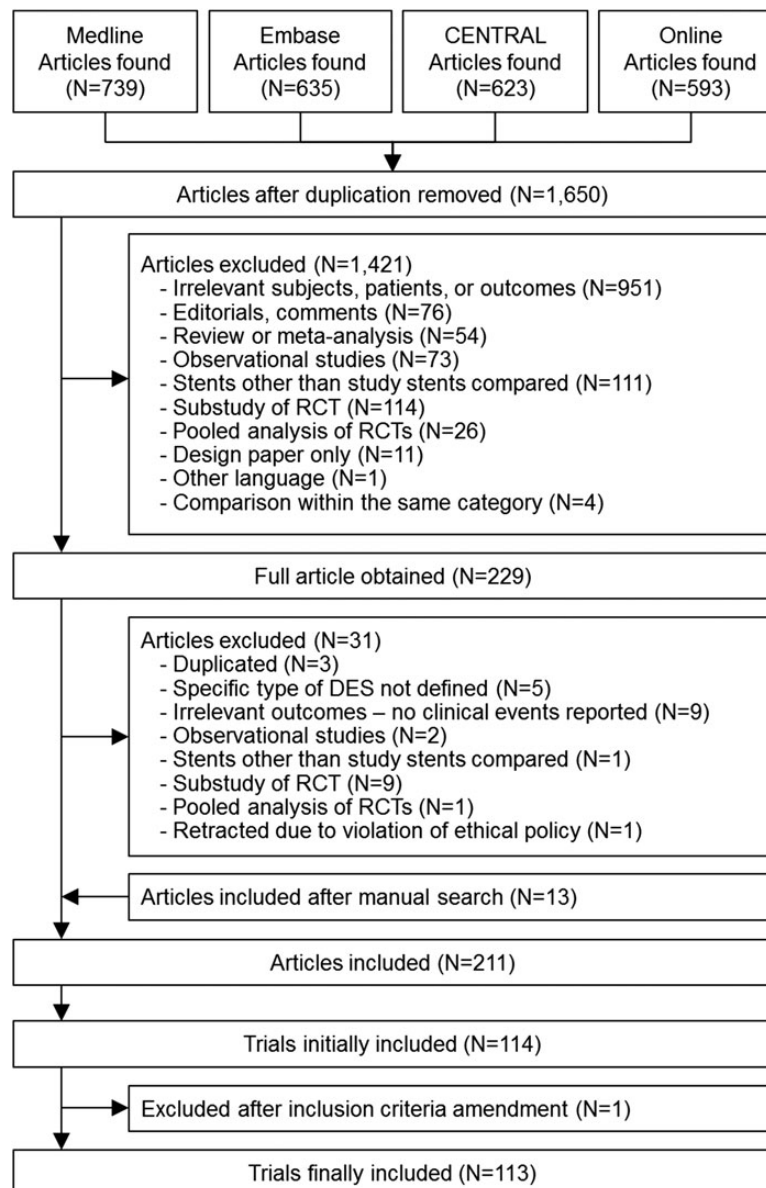 Medline
Articles found
(N=739)
Embase
Articles found
(N=635)
CENTRAL
Articles found
(N=623)
Online
Articles found
(N=593)
Articles after duplication removed (N=1,650)
Articles excluded (N=1,421)
- Irrelevant subjects, patients, or outcomes (N=951)
- Editorials, comments (N=76)
- Review or meta-analysis (N=54)
- Observational studies (N=73)
- Stents other than study stents compared (N=111)
- Substudy of RCT (N=114)
- Pooled analysis of RCTs (N=26)
- Design paper only (N=11)
- Other language (N=1)
- Comparison within the same category (N=4)
Full article obtained (N=229)
Articles excluded (N=31)
- Duplicated (N=3)
- Specific type of DES not defined (N=5)
- Irrelevant outcomes – no clinical events reported (N=9)
- Observational studies (N=2)
- Stents other than study stents compared (N=1)
- Substudy of RCT (N=9)
- Pooled analysis of RCTs (N=1)
- Retracted due to violation of ethical policy (N=1)
Articles included after manual search (N=13)
Articles included (N=211)
Trials initially included (N=114)
Excluded after inclusion criteria amendment (N=1)
Trials finally included (N=113)